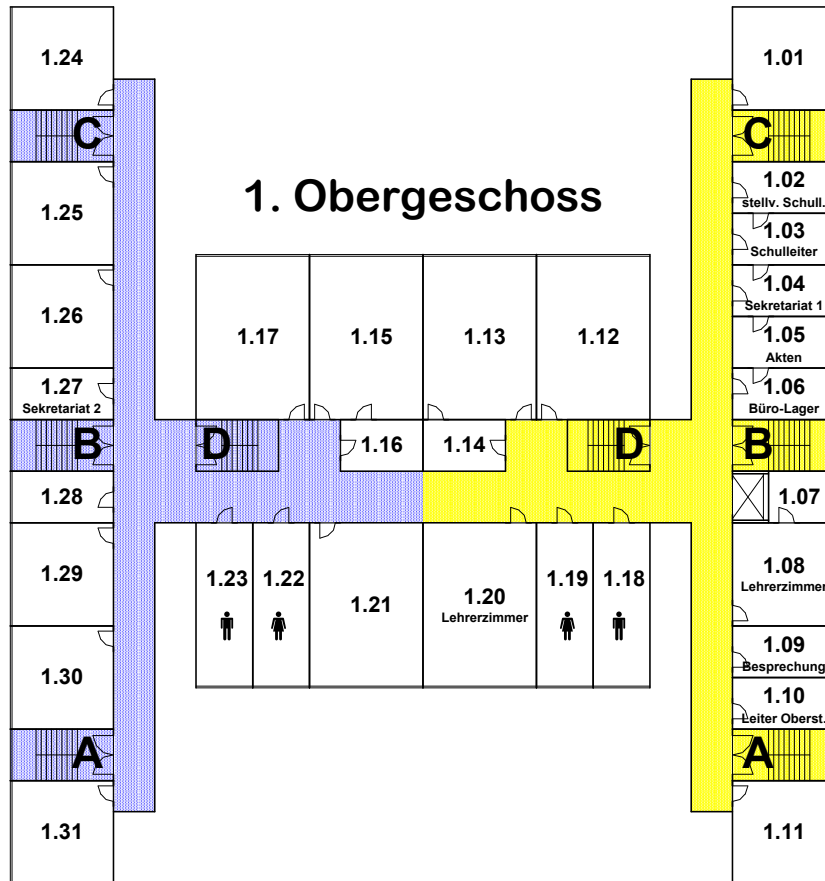 1.24
1.01
C
C
1.02
stellv. Schull.
1.25
1. Obergeschoss
1.03
Schulleiter
1.04
Sekretariat 1
1.26
1.17
1.15
1.13
1.12
1.05
Akten
1.27
Sekretariat 2
1.06
Büro-Lager
B
D
1.16
1.14
D
B
1.28
1.07
1.29
1.23
1.22
1.21
1.20
Lehrerzimmer
1.19
1.18
1.08
Lehrerzimmer
1.30
1.09
Besprechung
1.10
Leiter Oberst.
A
A
1.31
1.11